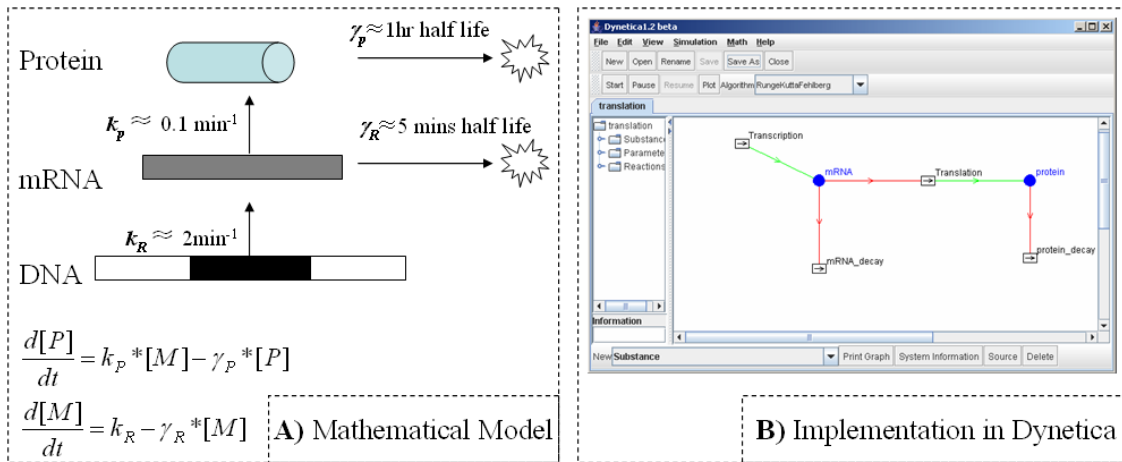 Protein
γp≈1hr half life
kp ≈ 0.1 min-1
γR≈5 mins half life
mRNA
kR ≈ 2min-1
DNA
d[P]/dt = kP *[M] − γP *[P]
d[M]/dt = kR − γR *[M]
A) Mathematical Model
Dynetica1.2 beta
File Edit View Simulation Math Help
New Open Rename Save Save As Close
Start Pause Resume Plot Algorithm RungeKuttaFehlberg
translation
translation
Substanc
Paramete
Reactions
Transcription
mRNA
Translation
protein
mRNA_decay
protein_decay
Information
New Substance Print Graph System Information Source Delete
B) Implementation in Dynetica